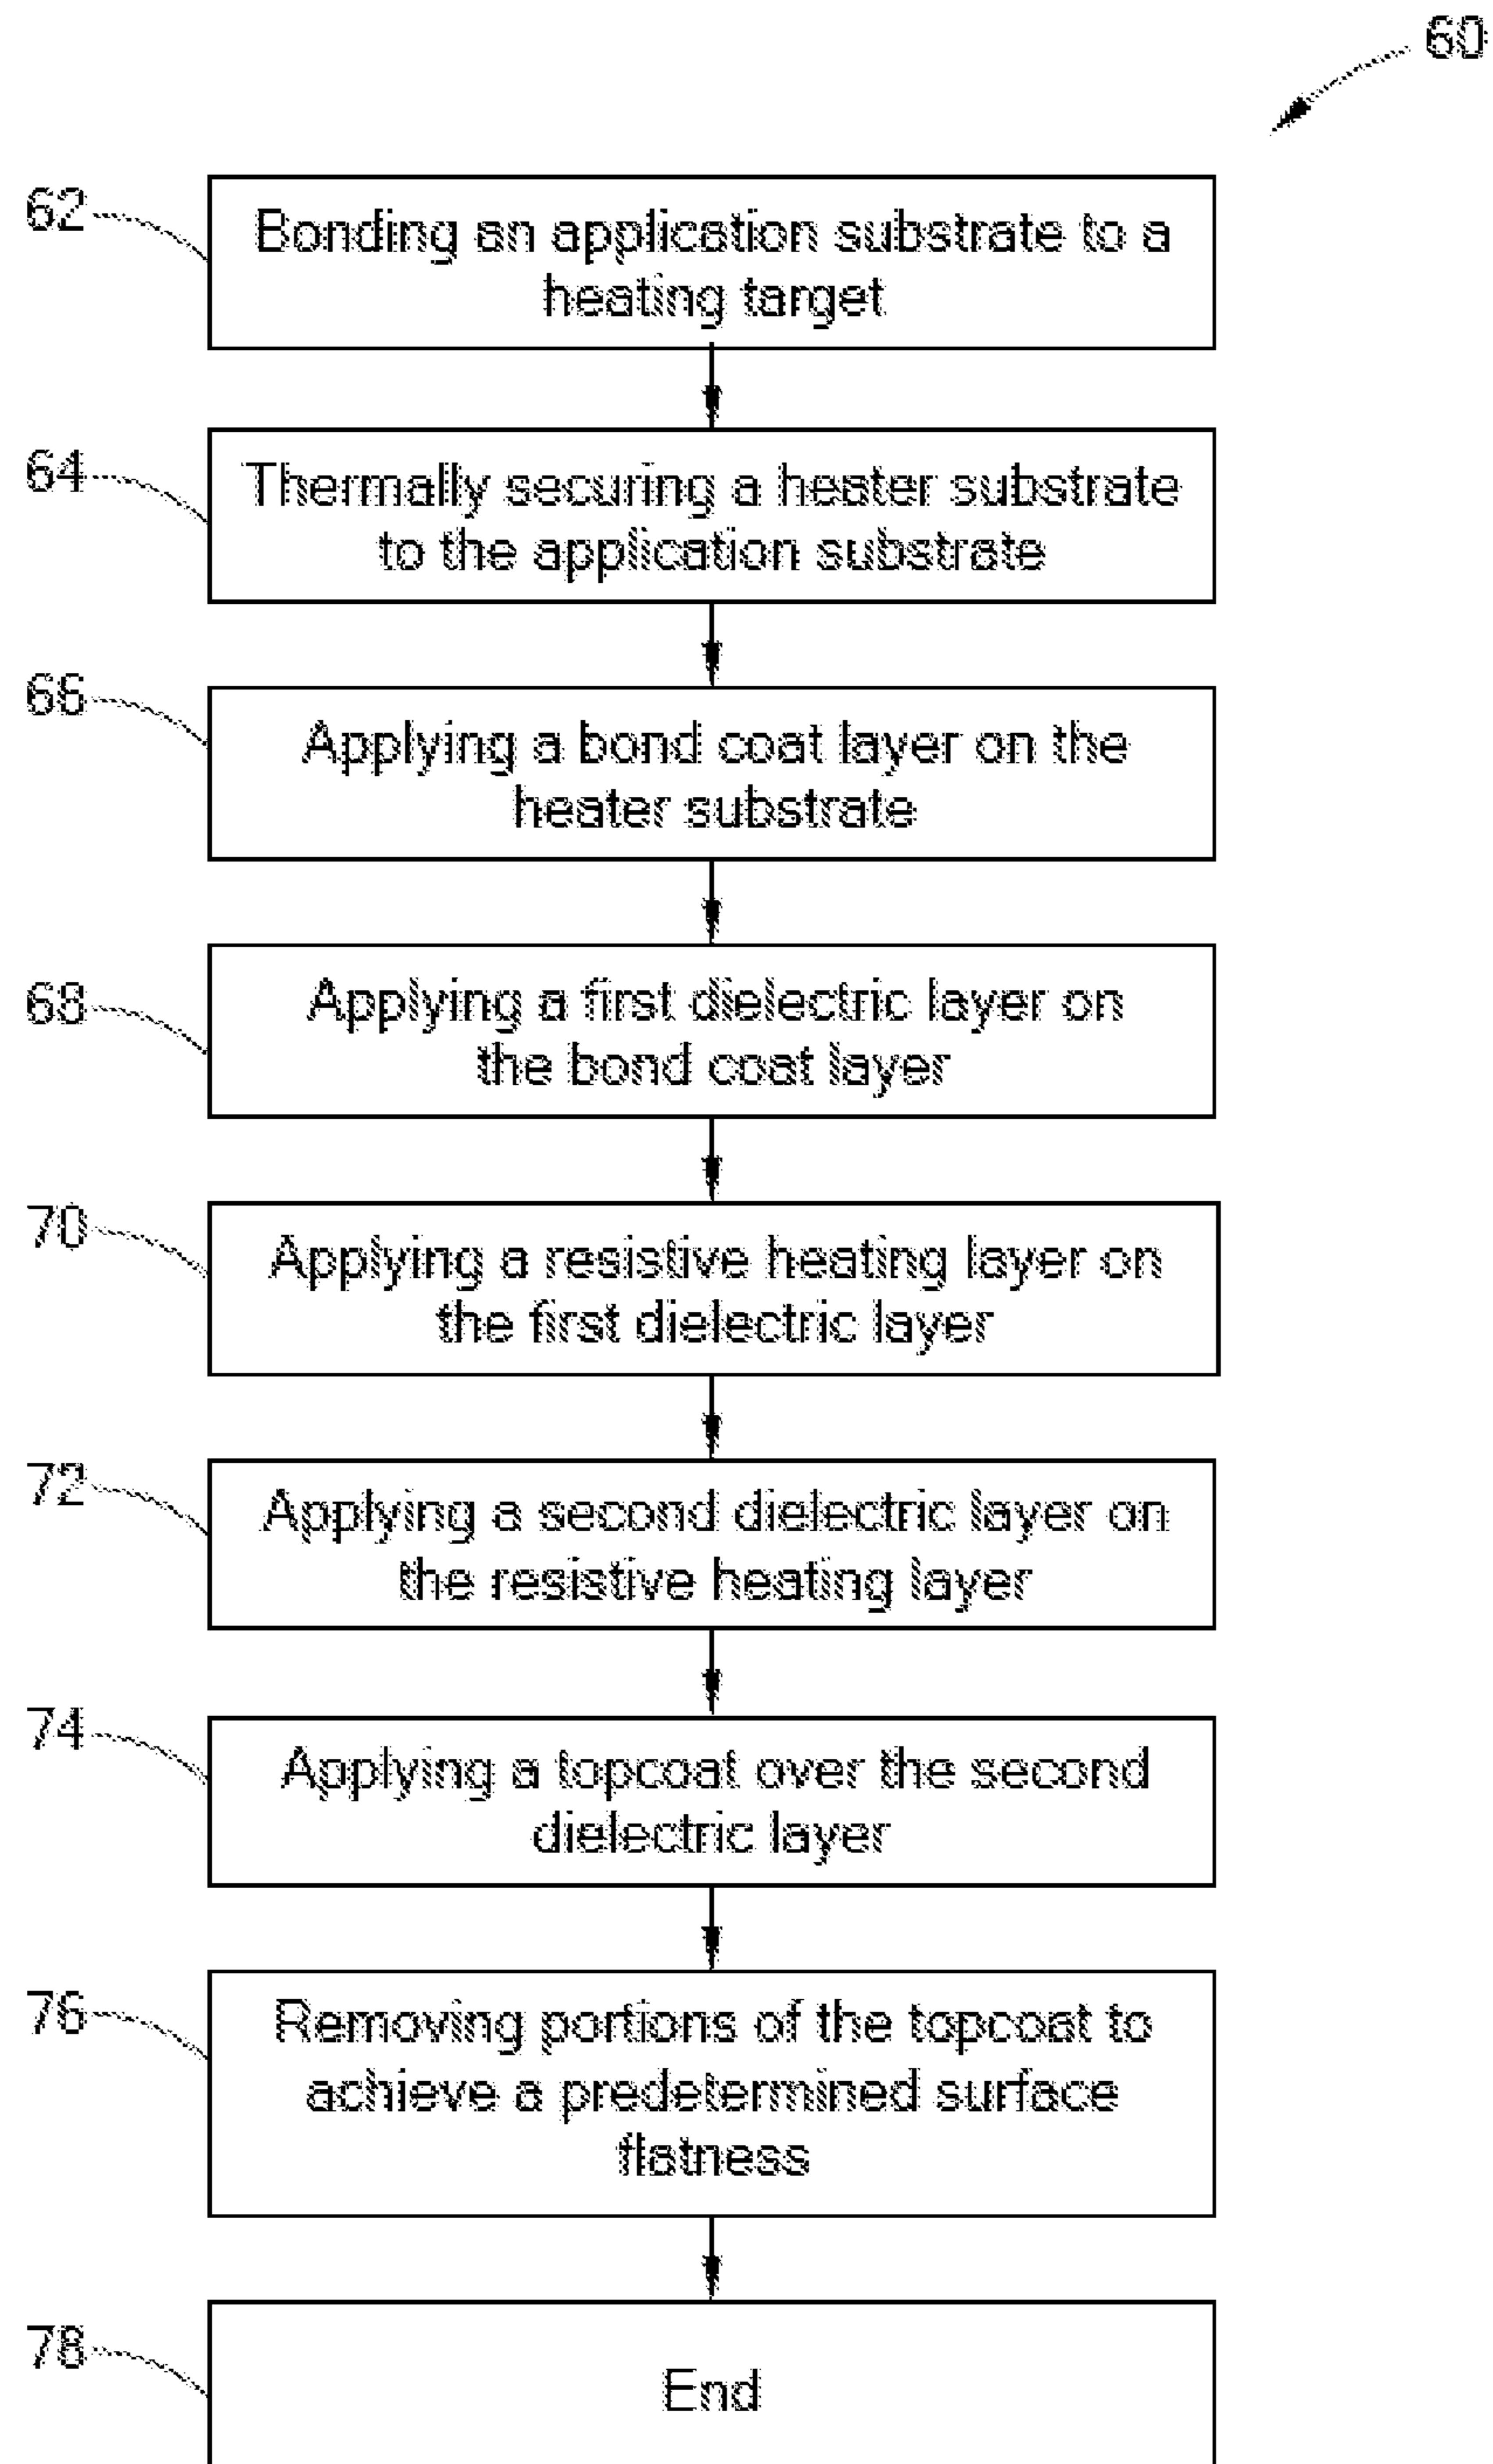 60
62
Bonding an application substrate to a
heating target
64
Thermally securing a heater substrate
to the application substrate
66
Applying a bond coat layer on the
heater substrate
68
Applying a first dielectric layer on
the bond coat layer
70
Applying a resistive heating layer on
the first dielectric layer
72
Applying a second dielectric layer on
the resistive heating layer
74
Applying a topcoat over the second
dielectric layer
76
Removing portions of the topcoat to
achieve a predetermined surface
flatness
78
End